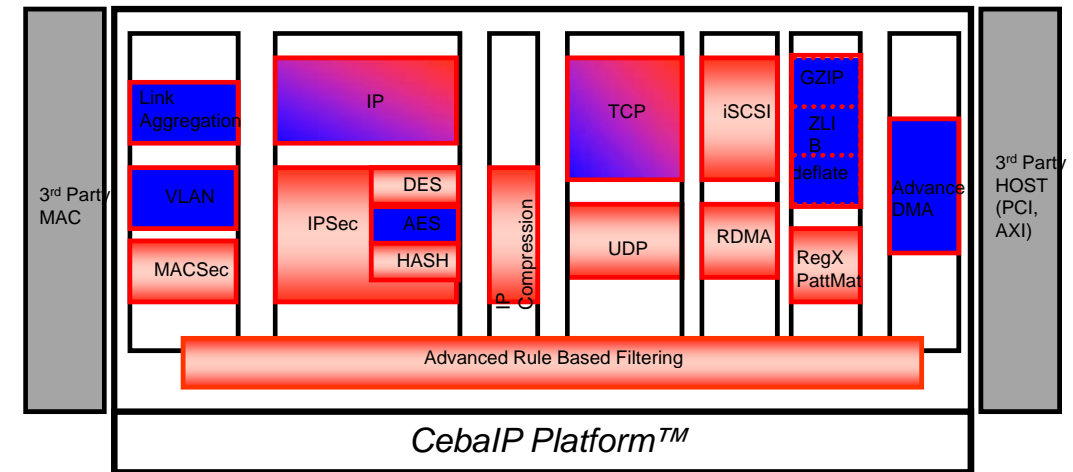 3rd Party
MAC
Link
Aggregation
VLAN
MACSec
IP
IPSec
DES
AES
HASH
IP
Compression
TCP
UDP
iSCSI
RDMA
GZIP
ZLI
B
deflate
RegX
PattMat
Advance
DMA
3rd Party
HOST
(PCI,
AXI)
Advanced Rule Based Filtering
CebaIP Platform™